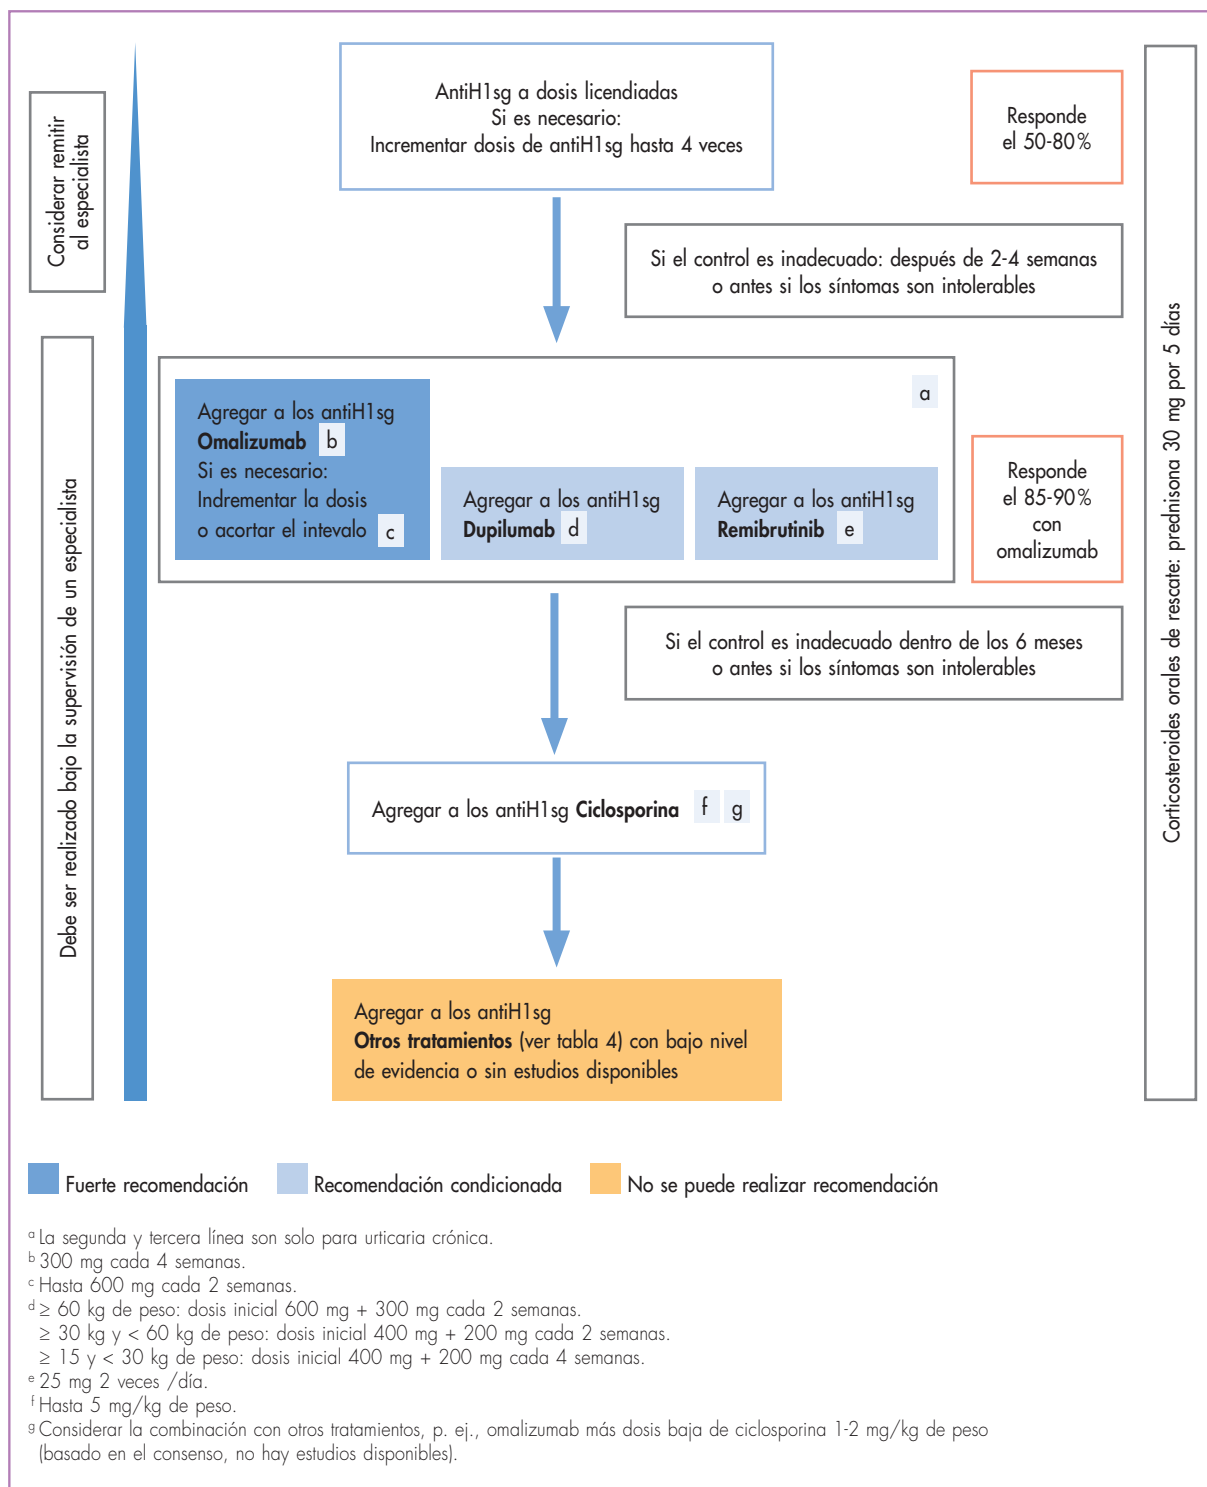 AntiH1sg a dosis licendiadas
Si es necesario:
Incrementar dosis de antiH1sg hasta 4 veces
Responde
el 50-80%
Considerar remitir
al especialista
Si el control es inadecuado: después de 2-4 semanas
o antes si los síntomas son intolerables
Corticosteroides orales de rescate: prednisona 30 mg por 5 días
Debe ser realizado bajo la supervisión de un especialista
a
Agregar a los antiH1sg
Omalizumab b
Si es necesario:
Indrementar la dosis
o acortar el intevalo c
Agregar a los antiH1sg
Dupilumab d
Agregar a los antiH1sg
Remibrutinib e
Responde
el 85-90%
con
omalizumab
Si el control es inadecuado dentro de los 6 meses
o antes si los síntomas son intolerables
Agregar a los antiH1sg Ciclosporina f g
Agregar a los antiH1sg
Otros tratamientos (ver tabla 4) con bajo nivel
de evidencia o sin estudios disponibles
Fuerte recomendación Recomendación condicionada No se puede realizar recomendación
a La segunda y tercera línea son solo para urticaria crónica.
b 300 mg cada 4 semanas.
c Hasta 600 mg cada 2 semanas.
d ≥ 60 kg de peso: dosis inicial 600 mg + 300 mg cada 2 semanas.
≥ 30 kg y < 60 kg de peso: dosis inicial 400 mg + 200 mg cada 2 semanas.
≥ 15 y < 30 kg de peso: dosis inicial 400 mg + 200 mg cada 4 semanas.
e 25 mg 2 veces /día.
f Hasta 5 mg/kg de peso.
g Considerar la combinación con otros tratamientos, p. ej., omalizumab más dosis baja de ciclosporina 1-2 mg/kg de peso
(basado en el consenso, no hay estudios disponibles).